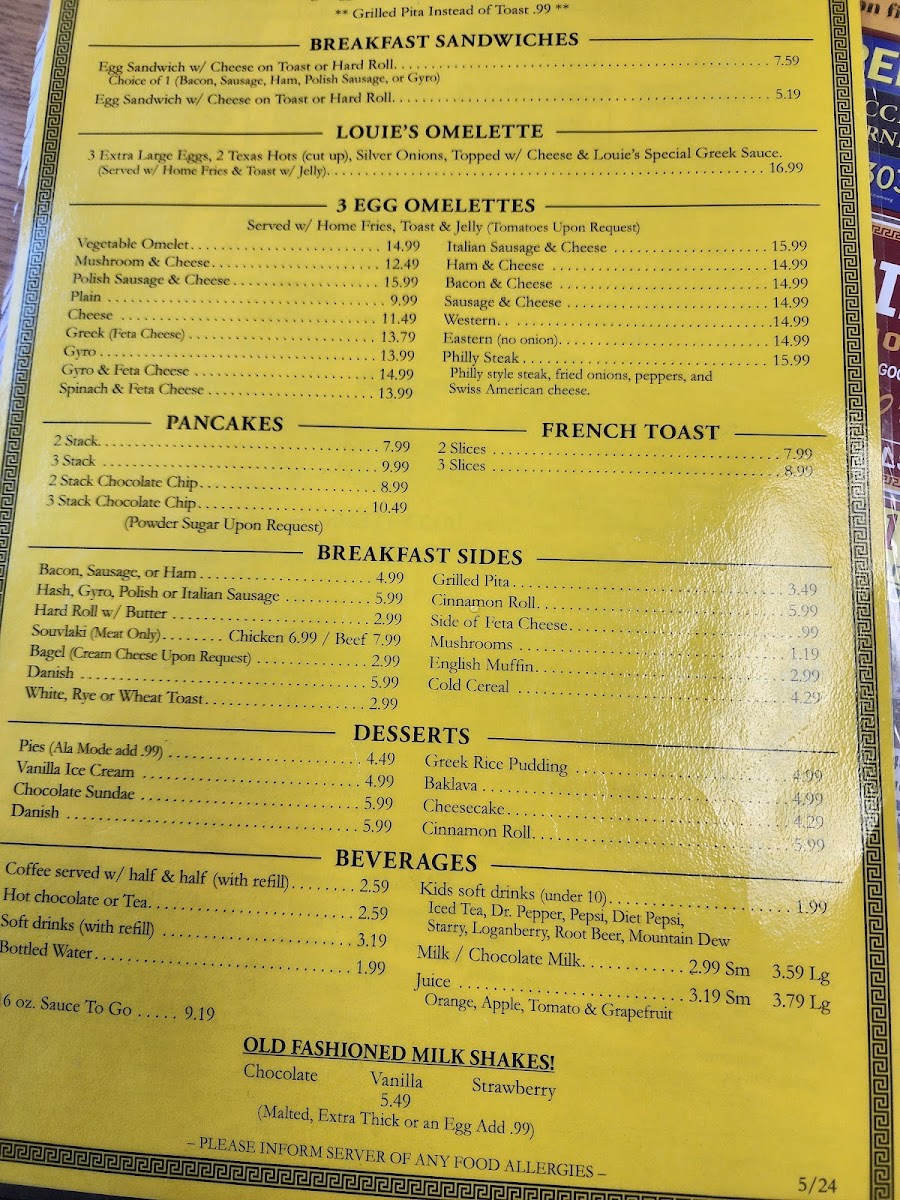 ** Grilled Pita Instead of Toast .99 **
BREAKFAST SANDWICHES
Egg Sandwich w/ Cheese on Toast or Hard Roll. 7.59
Choice of 1 (Bacon, Sausage, Ham, Polish Sausage, or Gyro)
Egg Sandwich w/ Cheese on Toast or Hard Roll. 5.19
LOUIE'S OMELETTE
3 Extra Large Eggs, 2 Texas Hots (cut up), Silver Onions, Topped w/ Cheese & Louie's Special Greek Sauce.
(Served w/ Home Fries & Toast w/ Jelly). 16.99
3 EGG OMELETTES
Served w/ Home Fries, Toast & Jelly (Tomatoes Upon Request)
Vegetable Omelet. 14.99
Mushroom & Cheese. 12.49
Polish Sausage & Cheese. 15.99
Plain 9.99
Cheese 11.49
Greek (Feta Cheese) 13.79
Gyro. 13.99
Gyro & Feta Cheese 14.99
Spinach & Feta Cheese 13.99
Italian Sausage & Cheese 15.99
Ham & Cheese 14.99
Bacon & Cheese 14.99
Sausage & Cheese 14.99
Western. . 14.99
Eastern (no onion). 14.99
Philly Steak 15.99
Philly style steak, fried onions, peppers, and
Swiss American cheese.
PANCAKES
2 Stack. 7.99
3 Stack 9.99
2 Stack Chocolate Chip. 8.99
3 Stack Chocolate Chip. 10.49
(Powder Sugar Upon Request)
FRENCH TOAST
2 Slices 7.99
3 Slices 8.99
BREAKFAST SIDES
Bacon, Sausage, or Ham 4.99
Hash, Gyro, Polish or Italian Sausage 5.99
Hard Roll w/ Butter 2.99
Souvlaki (Meat Only) Chicken 6.99 / Beef 7.99
Bagel (Cream Cheese Upon Request) 2.99
Danish 5.99
White, Rye or Wheat Toast. 2.99
Grilled Pita 3.49
Cinnamon Roll. 5.99
Side of Feta Cheese. .99
Mushrooms 1.19
English Muffin. 2.99
Cold Cereal 4.29
DESSERTS
Pies (Ala Mode add .99) 4.49
Vanilla Ice Cream 4.99
Chocolate Sundae 5.99
Danish 5.99
Greek Rice Pudding 4.99
Baklava 4.99
Cheesecake. 4.29
Cinnamon Roll. 5.99
BEVERAGES
Coffee served w/ half & half (with refill) 2.59
Hot chocolate or Tea. 2.59
Soft drinks (with refill) 3.19
Bottled Water 1.99
6 oz. Sauce To Go ..... 9.19
Kids soft drinks (under 10). 1.99
Iced Tea, Dr. Pepper, Pepsi, Diet Pepsi,
Starry, Loganberry, Root Beer, Mountain Dew
Milk / Chocolate Milk. 2.99 Sm 3.59 Lg
Juice 3.19 Sm 3.79 Lg
Orange, Apple, Tomato & Grapefruit
OLD FASHIONED MILK SHAKES!
Chocolate Vanilla Strawberry
5.49
(Malted, Extra Thick or an Egg Add .99)
– PLEASE INFORM SERVER OF ANY FOOD ALLERGIES –
5/24